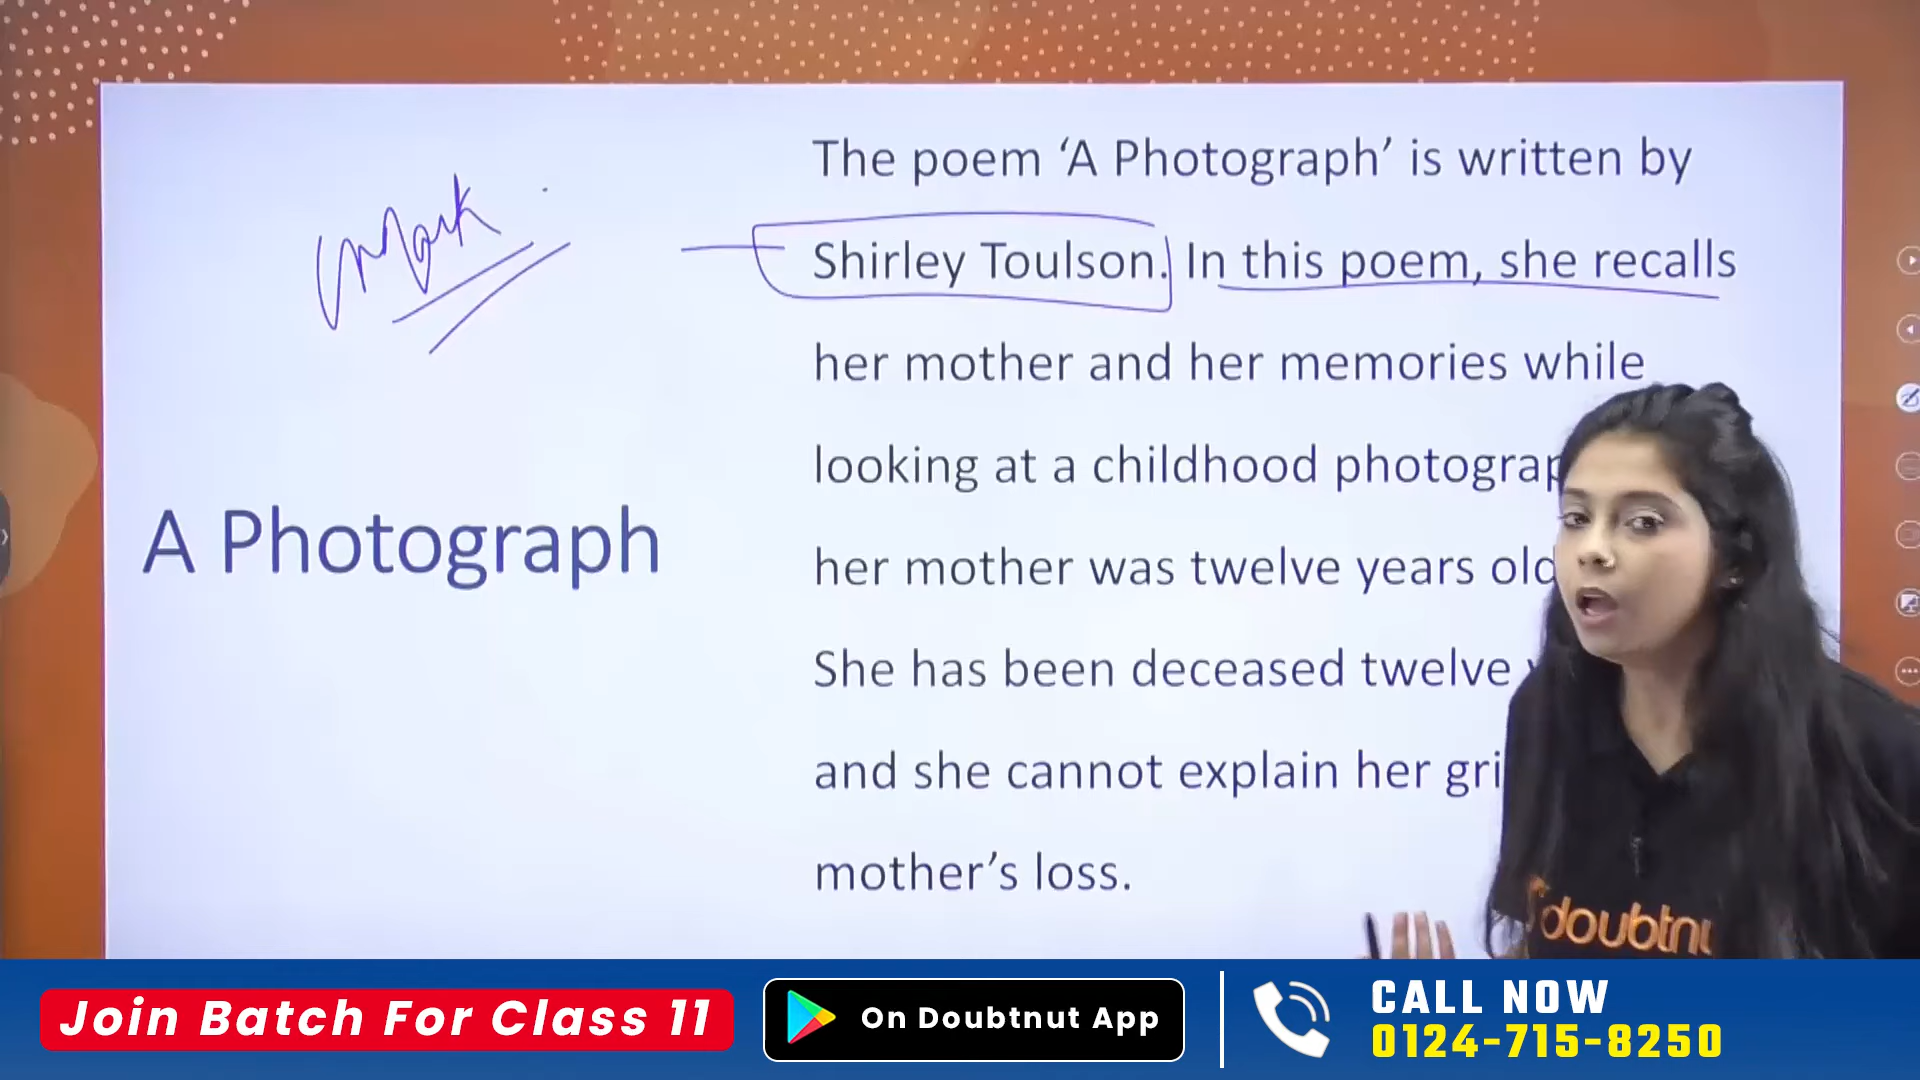 The poem ‘A Photograph’ is written by
Shirley Toulson. In this poem, she recalls
her mother and her memories while
looking at a childhood photograp
her mother was twelve years old
She has been deceased twelve
and she cannot explain her gri
mother’s loss.
Mark
A Photograph
doubtnu
Join Batch For Class 11
On Doubtnut App
CALL NOW
0124-715-8250